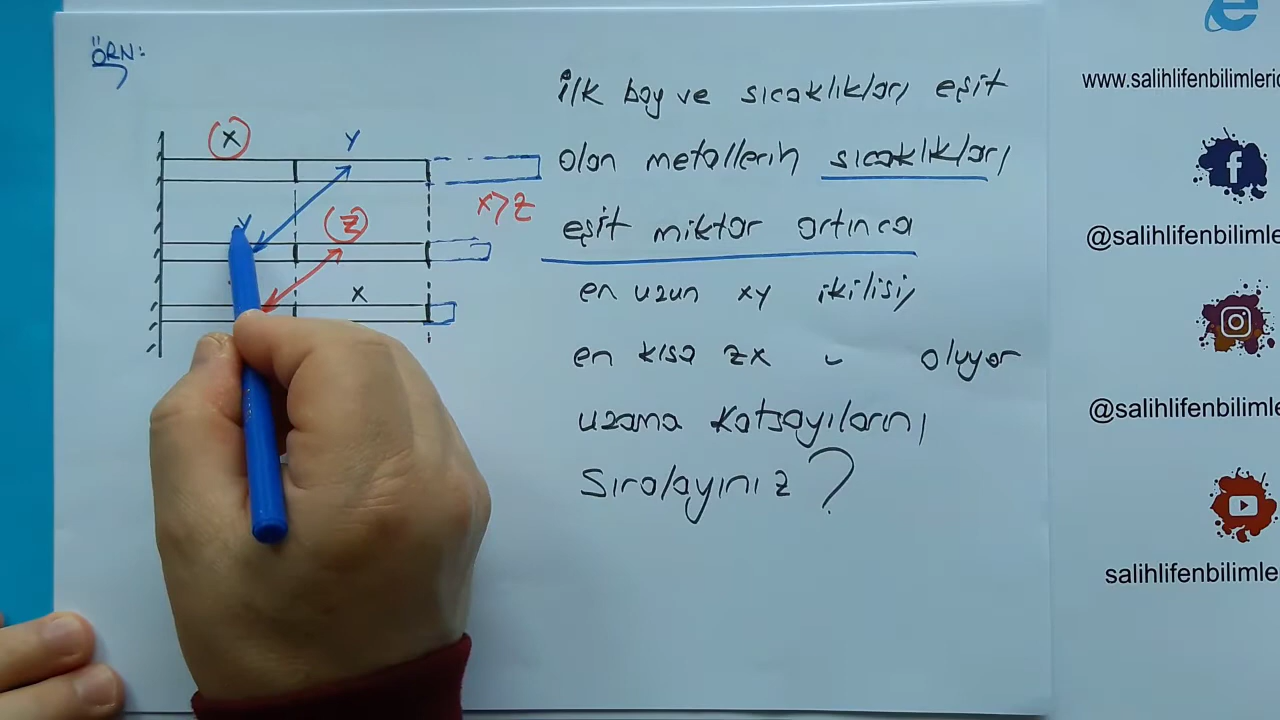 ÖRN:
X Y
Y Z
X
X>Z
ilk boy ve sıcaklıkları eşit
olan metallerin sıcaklıkları
eşit miktar artınca
en uzun xy ikilisi
en kısa zx " oluyor
uzama katsayılarını
Sıralayınız?
www.salihlifenbilimleri
@salihlifenbilimle
@salihlifenbilimle
salihlifenbilimle